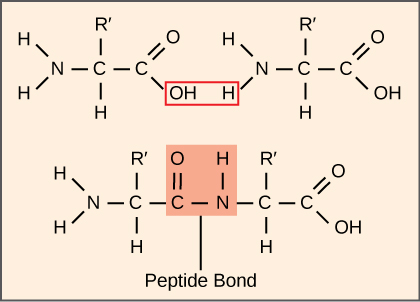 R′ R′
H O H O
N C C N C C
H OH H OH
H H
R′ O H R′
H O
N C C N C C
H OH
H H
Peptide Bond